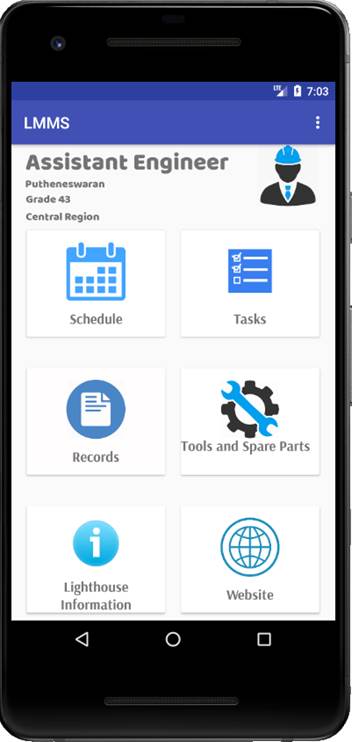 LTE 7:03
LMMS
Assistant Engineer
Putheneswaran
Grade 43
Central Region
Schedule
Tasks
Records
Tools and Spare Parts
Lighthouse
Information
Website